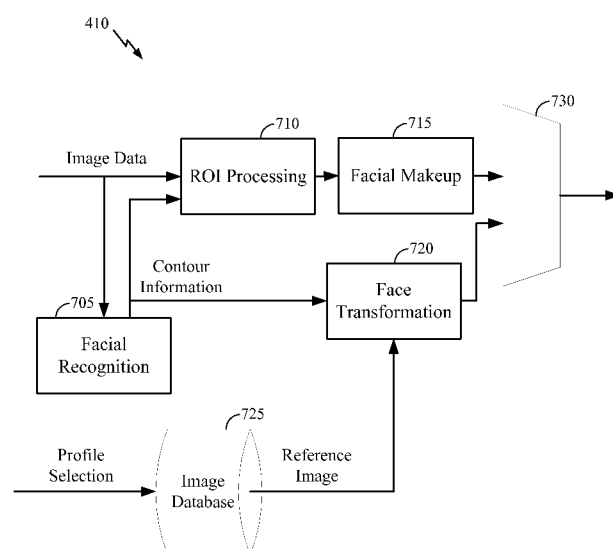 410
710
715
730
Image Data
ROI Processing
Facial Makeup
720
Contour
Information
705
Face
Transformation
Facial
Recognition
725
Profile
Selection
Image
Database
Reference
Image